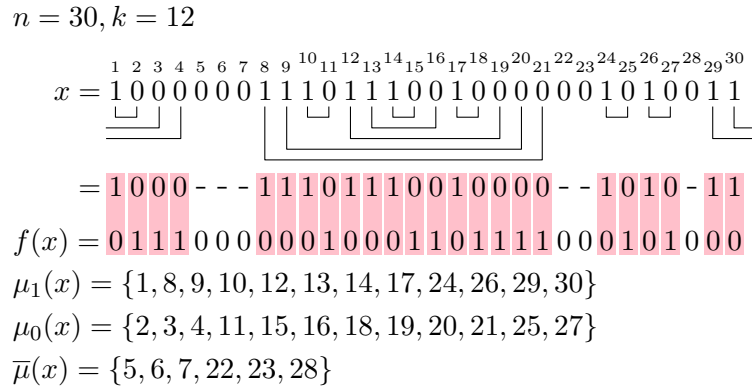 n = 30, k = 12
1 2 3 4 5 6 7 8 9 10 11 12 13 14 15 16 17 18 19 20 21 22 23 24 25 26 27 28 29 30
x = 1 0 0 0 0 0 0 1 1 1 0 1 1 1 0 0 1 0 0 0 0 0 0 1 0 1 0 0 1 1
= 1 0 0 0 - - - 1 1 1 0 1 1 1 0 0 1 0 0 0 0 - - 1 0 1 0 - 1 1
f(x) = 0 1 1 1 0 0 0 0 0 0 1 0 0 0 1 1 0 1 1 1 1 0 0 0 1 0 1 0 0 0
μ₁(x) = {1, 8, 9, 10, 12, 13, 14, 17, 24, 26, 29, 30}
μ₀(x) = {2, 3, 4, 11, 15, 16, 18, 19, 20, 21, 25, 27}
μ̅(x) = {5, 6, 7, 22, 23, 28}